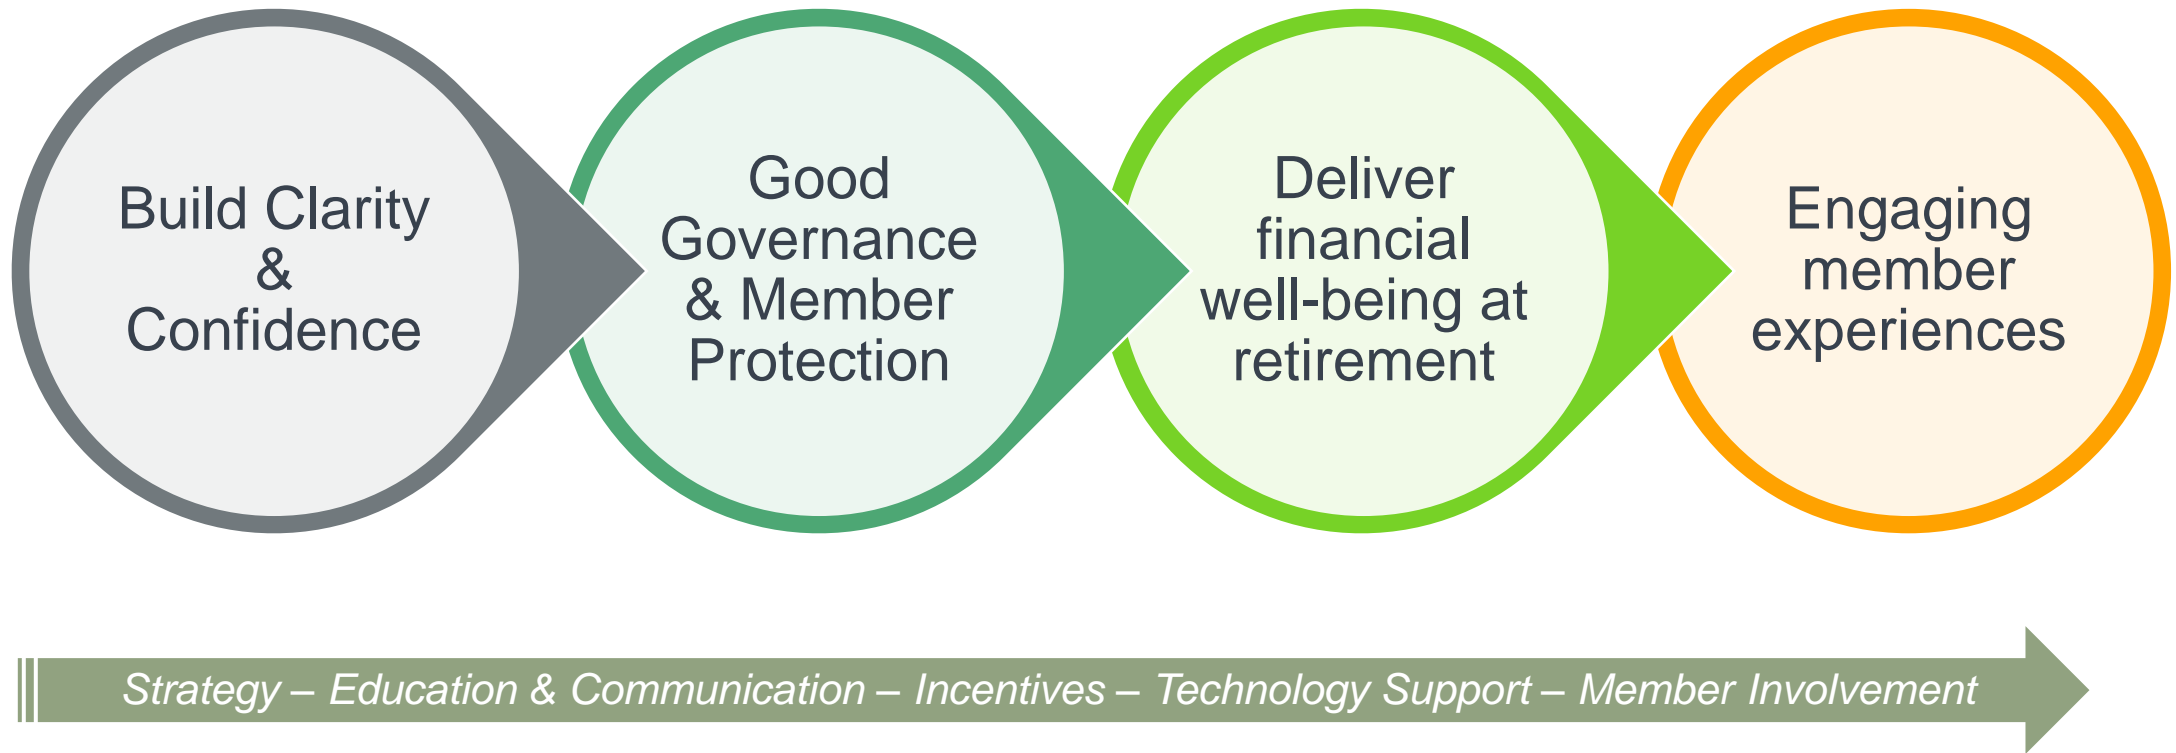 Build Clarity
&
Confidence
Good
Governance
& Member
Protection
Deliver
financial
well-being at
retirement
Engaging
member
experiences
Strategy – Education & Communication – Incentives – Technology Support – Member Involvement